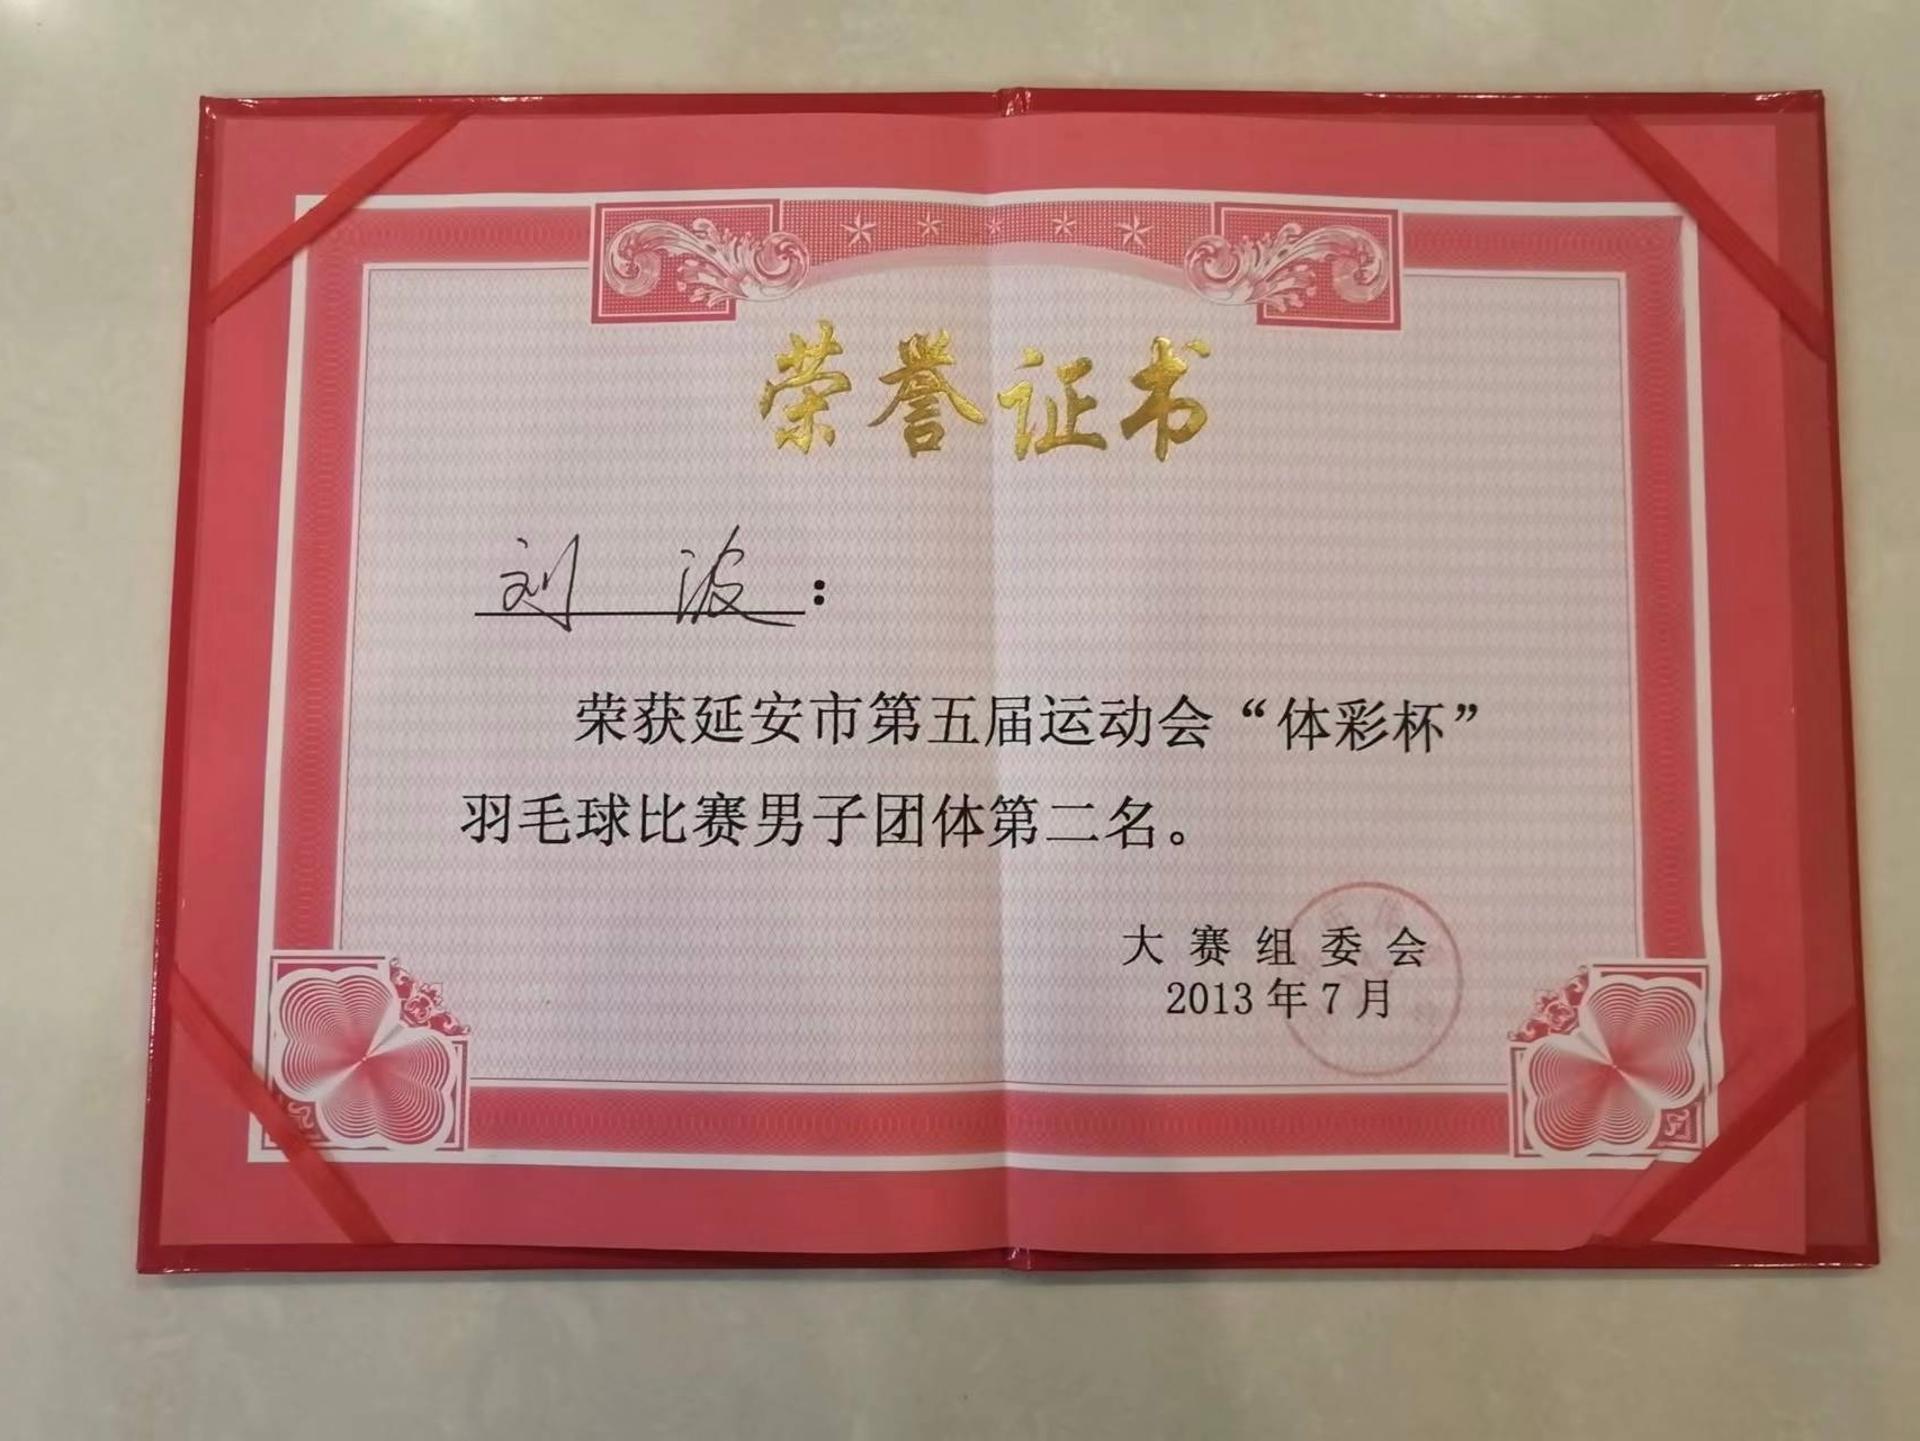 荣誉证书
刘 波：
荣获延安市第五届运动会“体彩杯”
羽毛球比赛男子团体第二名。
大赛组委会
2013年7月